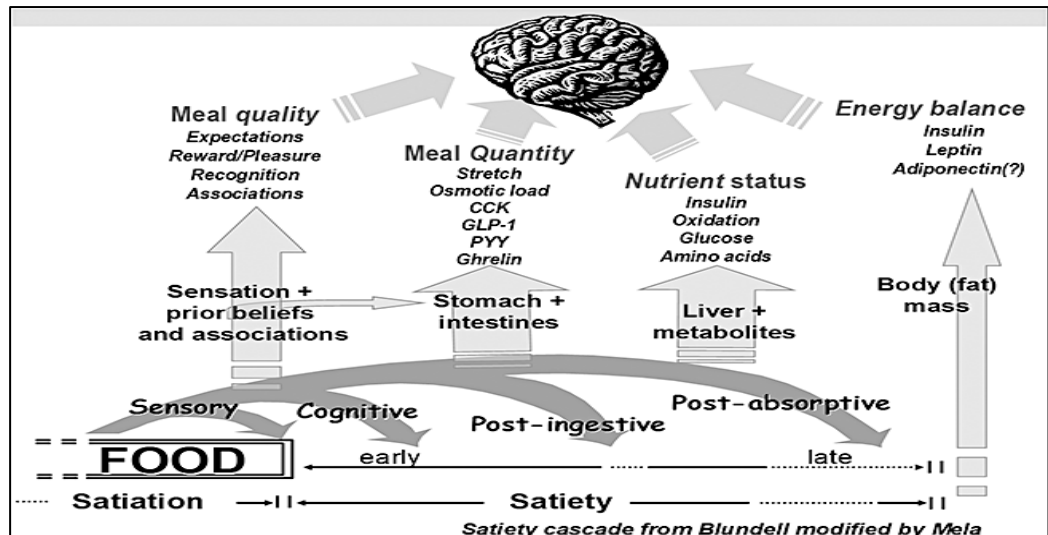 Meal quality
Expectations
Reward/Pleasure
Recognition
Associations
Meal Quantity
Stretch
Osmotic load
CCK
GLP-1
PYY
Ghrelin
Nutrient status
Insulin
Oxidation
Glucose
Amino acids
Energy balance
Insulin
Leptin
Adiponectin(?)
Sensation +
prior beliefs
and associations
Stomach +
intestines
Liver +
metabolites
Body (fat)
mass
Sensory
Cognitive
Post-ingestive
Post-absorptive
FOOD
early
late
Satiation
Satiety
Satiety cascade from Blundell modified by Mela